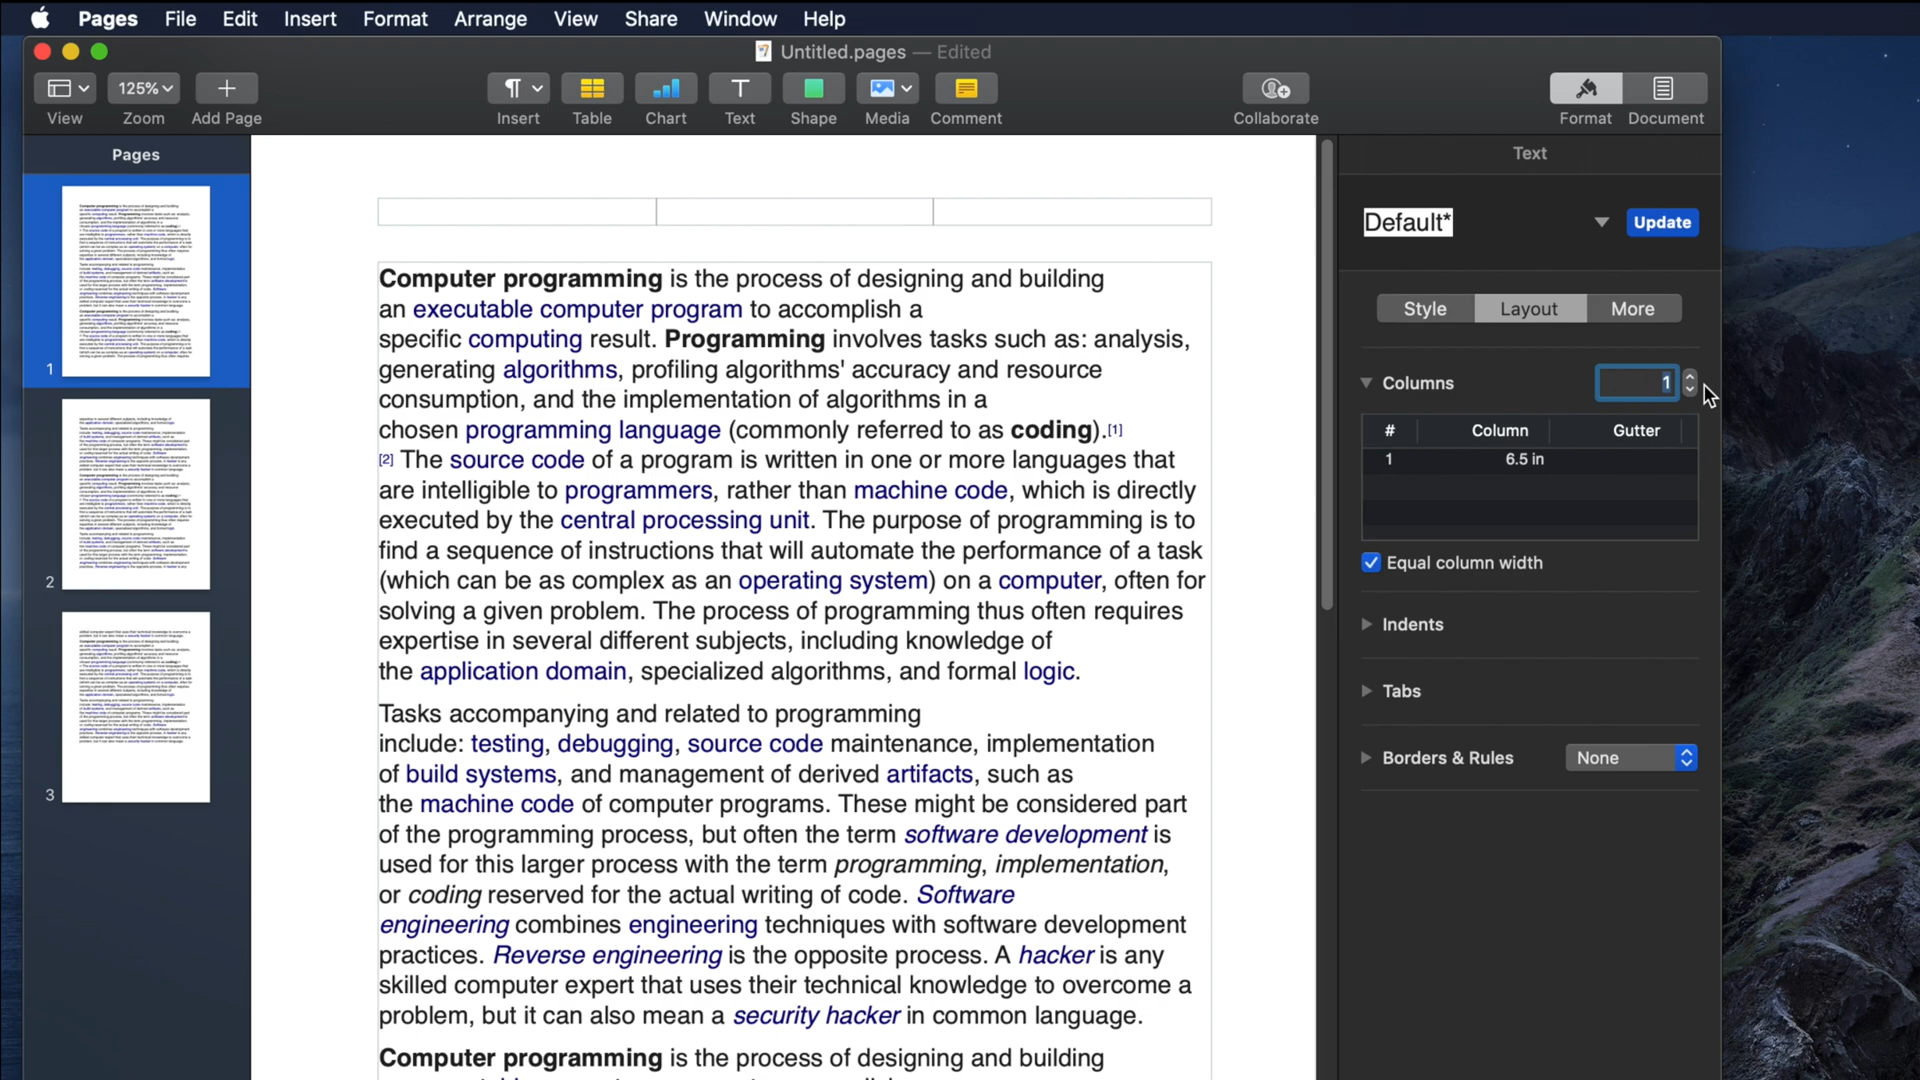 Pages File Edit Insert Format Arrange View Share Window Help
Untitled.pages — Edited
125%
View Zoom Add Page Insert Table Chart Text Shape Media Comment Collaborate Format Document
Pages
1
2
3
Computer programming is the process of designing and building
an executable computer program to accomplish a
specific computing result. Programming involves tasks such as: analysis,
generating algorithms, profiling algorithms' accuracy and resource
consumption, and the implementation of algorithms in a
chosen programming language (commonly referred to as coding).[1]
[2] The source code of a program is written in one or more languages that
are intelligible to programmers, rather than machine code, which is directly
executed by the central processing unit. The purpose of programming is to
find a sequence of instructions that will automate the performance of a task
(which can be as complex as an operating system) on a computer, often for
solving a given problem. The process of programming thus often requires
expertise in several different subjects, including knowledge of
the application domain, specialized algorithms, and formal logic.
Tasks accompanying and related to programming
include: testing, debugging, source code maintenance, implementation
of build systems, and management of derived artifacts, such as
the machine code of computer programs. These might be considered part
of the programming process, but often the term software development is
used for this larger process with the term programming, implementation,
or coding reserved for the actual writing of code. Software
engineering combines engineering techniques with software development
practices. Reverse engineering is the opposite process. A hacker is any
skilled computer expert that uses their technical knowledge to overcome a
problem, but it can also mean a security hacker in common language.
Computer programming is the process of designing and building
Text
Default* Update
Style Layout More
Columns 1
# Column Gutter
1 6.5 in
Equal column width
Indents
Tabs
Borders & Rules None